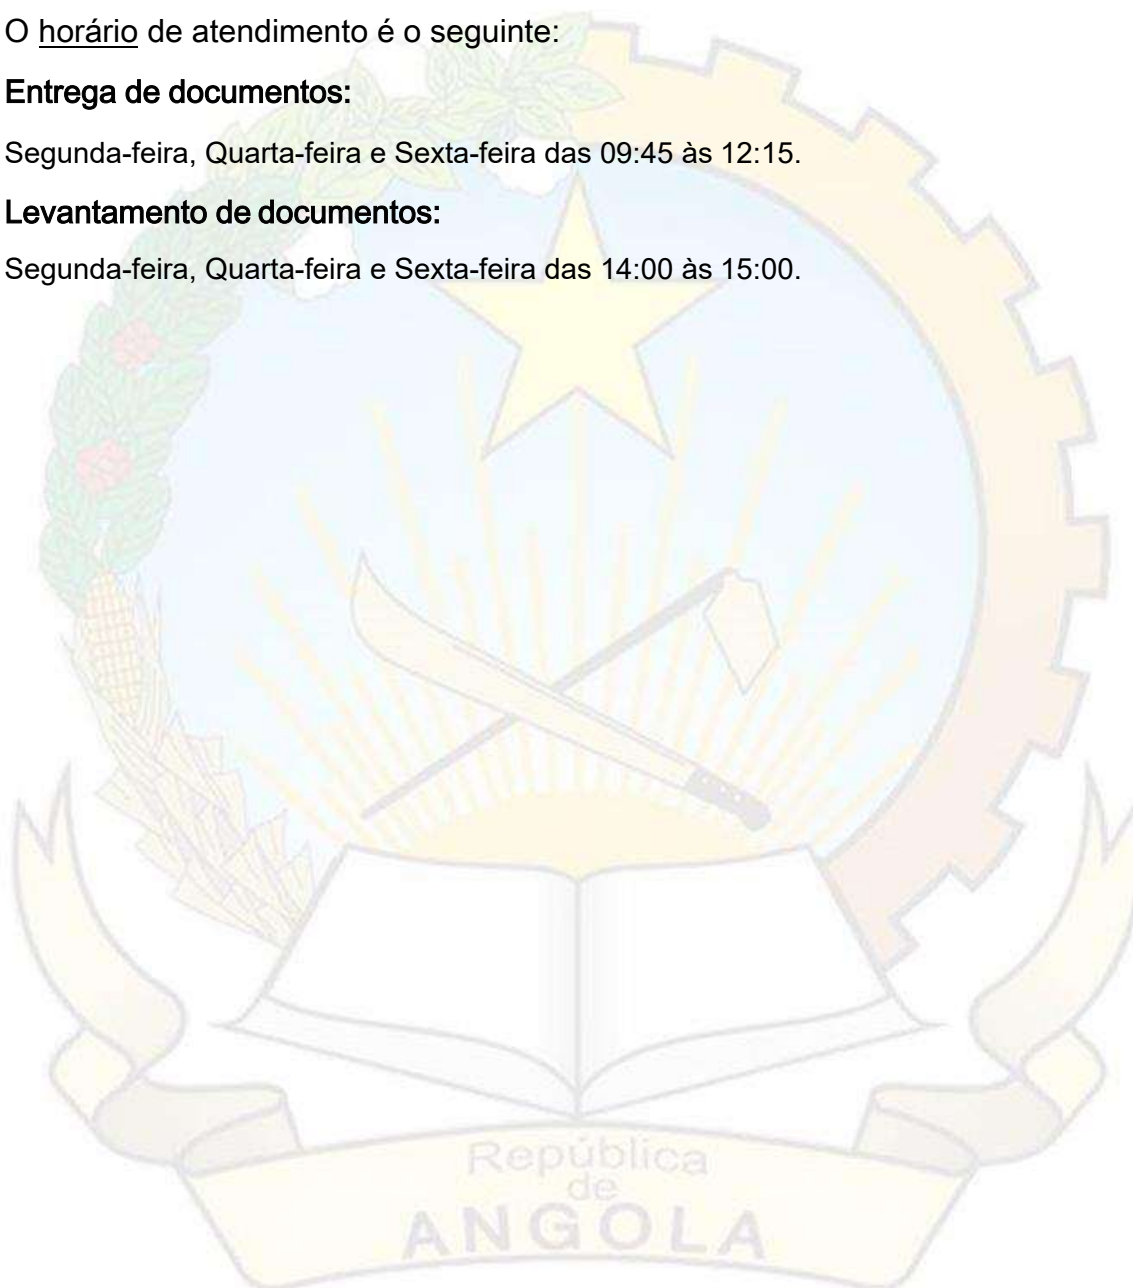 O horário de atendimento é o seguinte:
Entrega de documentos:
Segunda-feira, Quarta-feira e Sexta-feira das 09:45 às 12:15.
Levantamento de documentos:
Segunda-feira, Quarta-feira e Sexta-feira das 14:00 às 15:00.
República
de
ANGOLA